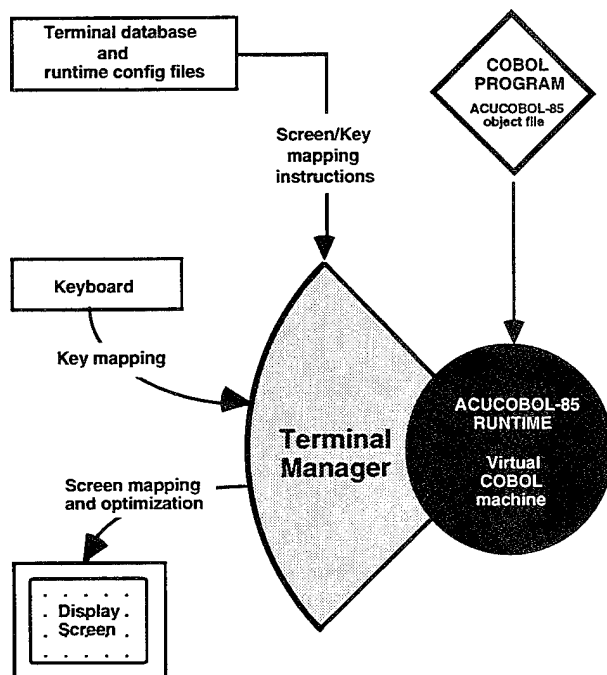 Terminal database
and
runtime config files
COBOL
PROGRAM
ACUCOBOL-85
object file
Screen/Key
mapping
instructions
Keyboard
Key mapping
ACUCOBOL-85
RUNTIME
Virtual
COBOL
machine
Terminal
Manager
Screen mapping
and optimization
Display
Screen